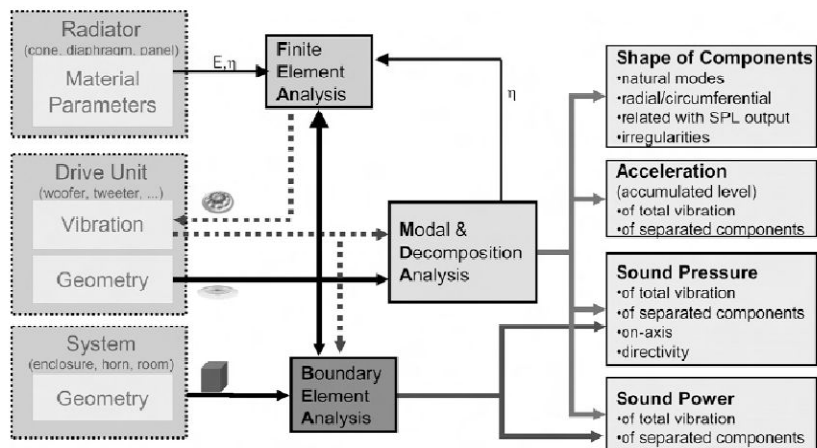 Radiator
(cone, diaphragm, panel)
Material
Parameters
E,η
Finite
Element
Analysis
η
Drive Unit
(woofer, tweeter, ...)
Vibration
Geometry
Modal &
Decomposition
Analysis
System
(enclosure, horn, room)
Geometry
Boundary
Element
Analysis
Shape of Components
•natural modes
•radial/circumferential
•related with SPL output
•irregularities
Acceleration
(accumulated level)
•of total vibration
•of separated components
Sound Pressure
•of total vibration
•of separated components
•on-axis
•directivity
Sound Power
•of total vibration
•of separated components